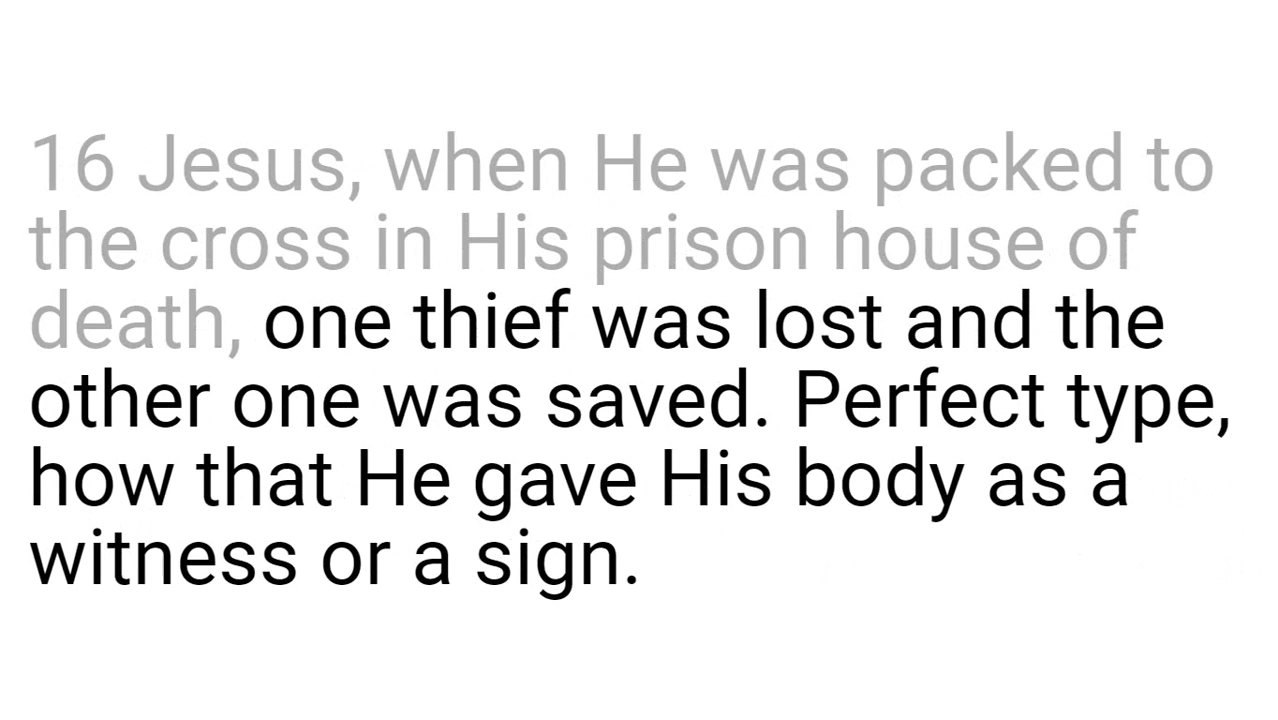 16 Jesus, when He was packed to
the cross in His prison house of
death, one thief was lost and the
other one was saved. Perfect type,
how that He gave His body as a
witness or a sign.